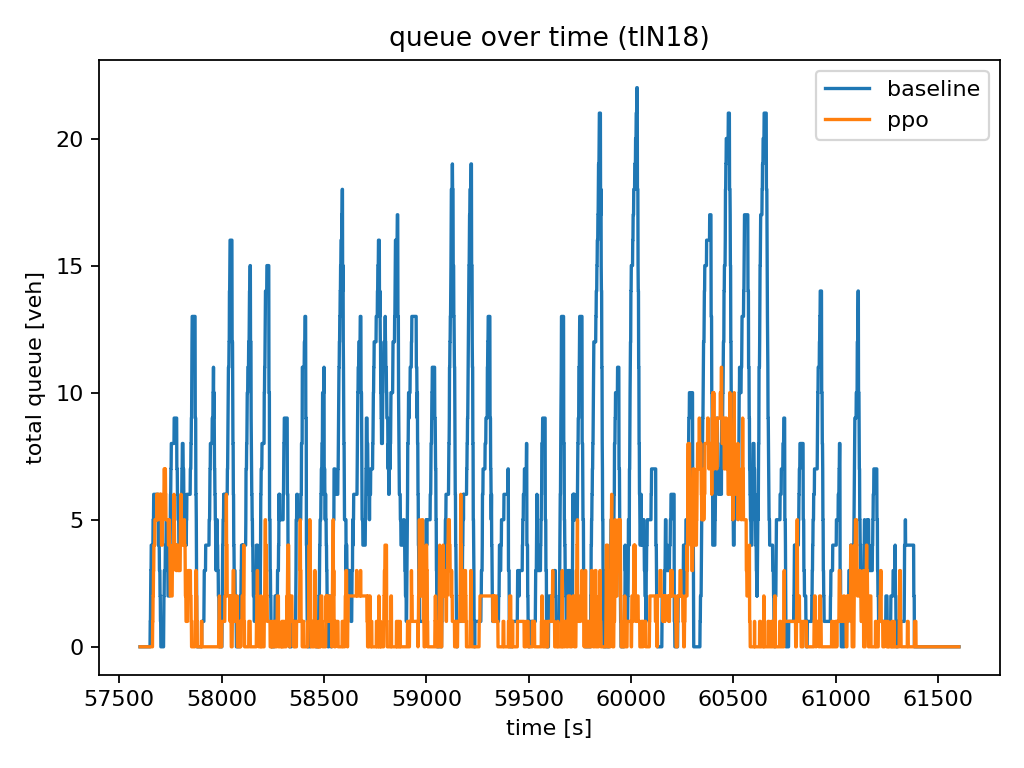 queue over time (tlN18)
baseline
ppo
total queue [veh]
20
15
10
5
0
57500 58000 58500 59000 59500 60000 60500 61000 61500
time [s]